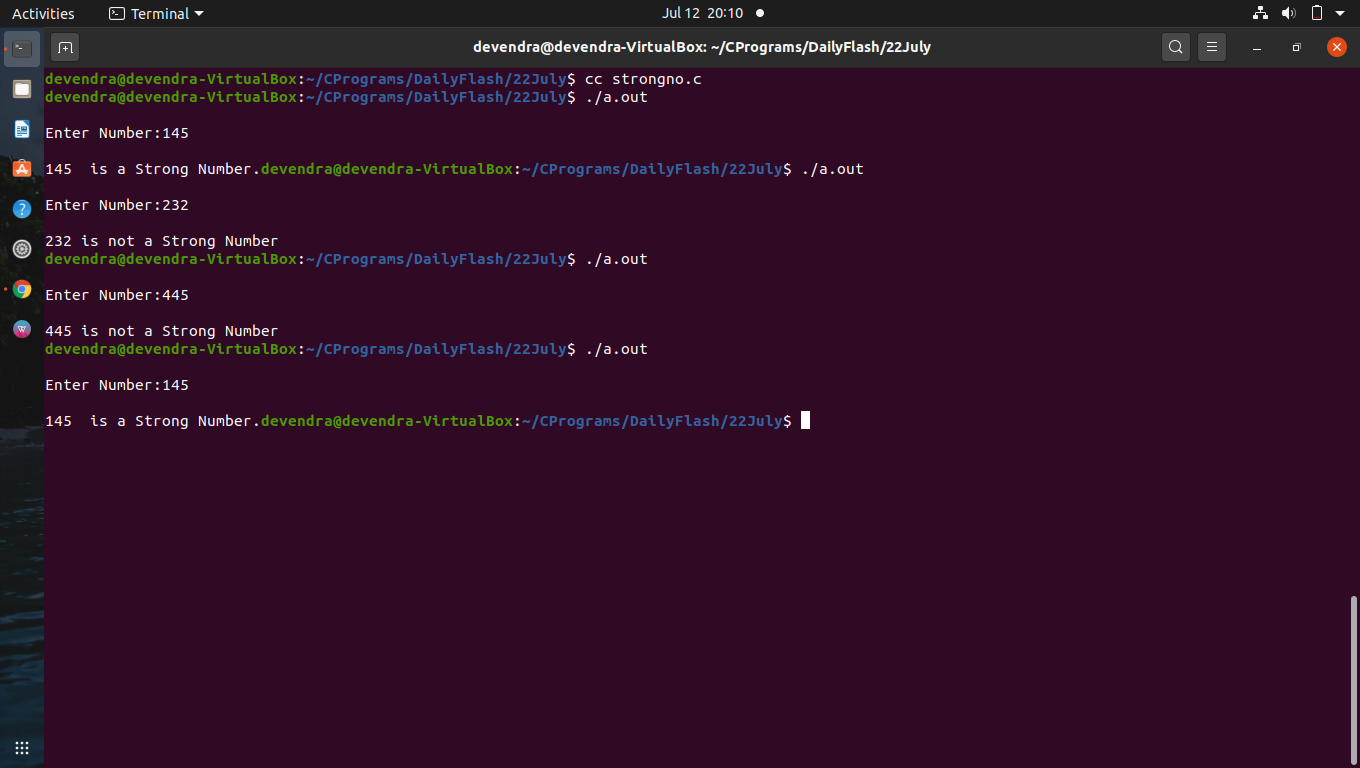 Activities Terminal Jul 12 20:10
devendra@devendra-VirtualBox: ~/CPrograms/DailyFlash/22July
devendra@devendra-VirtualBox:~/CPrograms/DailyFlash/22July$ cc strongno.c
devendra@devendra-VirtualBox:~/CPrograms/DailyFlash/22July$ ./a.out
Enter Number:145
145  is a Strong Number.devendra@devendra-VirtualBox:~/CPrograms/DailyFlash/22July$ ./a.out
Enter Number:232
232 is not a Strong Number
devendra@devendra-VirtualBox:~/CPrograms/DailyFlash/22July$ ./a.out
Enter Number:445
445 is not a Strong Number
devendra@devendra-VirtualBox:~/CPrograms/DailyFlash/22July$ ./a.out
Enter Number:145
145  is a Strong Number.devendra@devendra-VirtualBox:~/CPrograms/DailyFlash/22July$